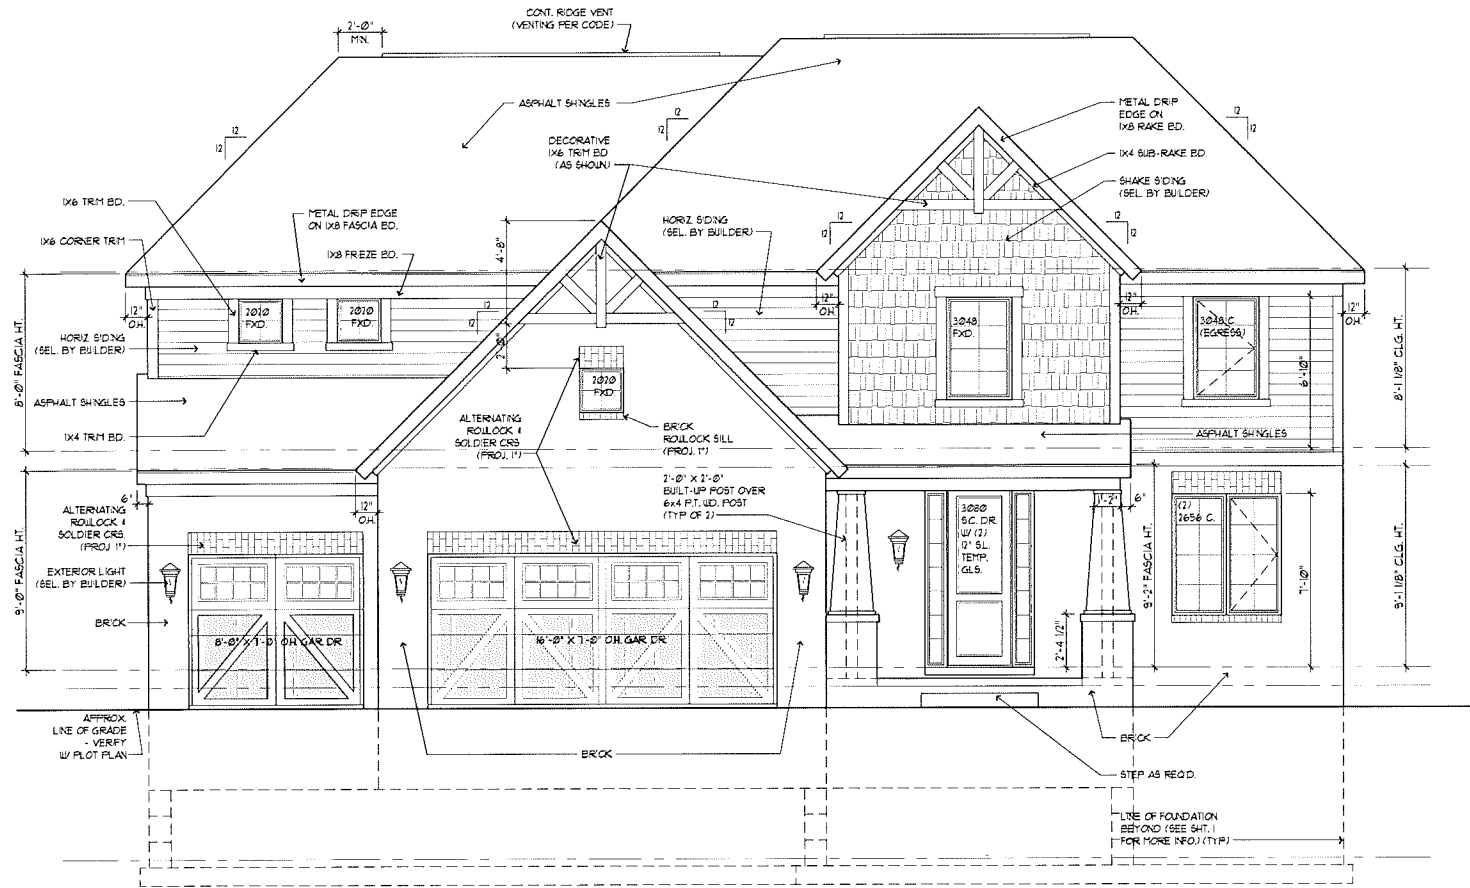 CONT. RIDGE VENT
(VENTING PER CODE)
2'-0"
MIN.
ASPHALT SHINGLES
12
12
12
12
12
12
DECORATIVE
1X6 TRIM BD
(AS SHOWN)
METAL DRIP
EDGE ON
1X8 RAKE BD.
1X4 SUB-RAKE BD.
SHAKE SIDING
(SEL. BY BUILDER)
1X6 TRIM BD.
1X6 CORNER TRIM
METAL DRIP EDGE
ON 1X8 FASCIA BD.
1X8 FRIEZE BD.
HORIZ SIDING
(SEL. BY BUILDER)
4'-8"
12
12
12
12
12"
O.H.
2020
FXD.
2020
FXD.
12
12
12
12
12"
O.H.
12"
O.H.
12"
O.H.
3048
FXD.
3048 C.
(EGRESS)
6'-10"
8'-1 1/8" CLG. HT.
8'-0" FASCIA HT.
HORIZ SIDING
(SEL. BY BUILDER)
2020
FXD.
ASPHALT SHINGLES
1X4 TRIM BD.
ALTERNATING
ROWLOCK &
SOLDIER CRS
(PROJ. 1")
BRICK
ROWLOCK SILL
(PROJ. 1")
ASPHALT SHINGLES
2'-0" X 2'-0"
BUILT-UP POST OVER
6x4 P.T. WD. POST
(TYP OF 2)
6"
12"
O.H.
1'-2"
6"
ALTERNATING
ROWLOCK &
SOLDIER CRS.
(PROJ 1")
3080
S.C. DR.
W/ (2)
12" SL.
TEMP.
GLS.
(2)
2656 C.
9'-0" FASCIA HT.
9'-2" FASCIA HT.
7'-10"
9'-1 1/8" CLG HT.
EXTERIOR LIGHT
(SEL. BY BUILDER)
BRICK
8'-0" X 7'-0" O.H. GAR DR.
16'-0" X 7'-0" O.H. GAR DR.
2'-4 1/2"
APPROX.
LINE OF GRADE
- VERIFY
W/ PLOT PLAN
BRICK
BRICK
STEP AS REQ'D.
LINE OF FOUNDATION
BEYOND (SEE SHT. 1
FOR MORE INFO.) (TYP)